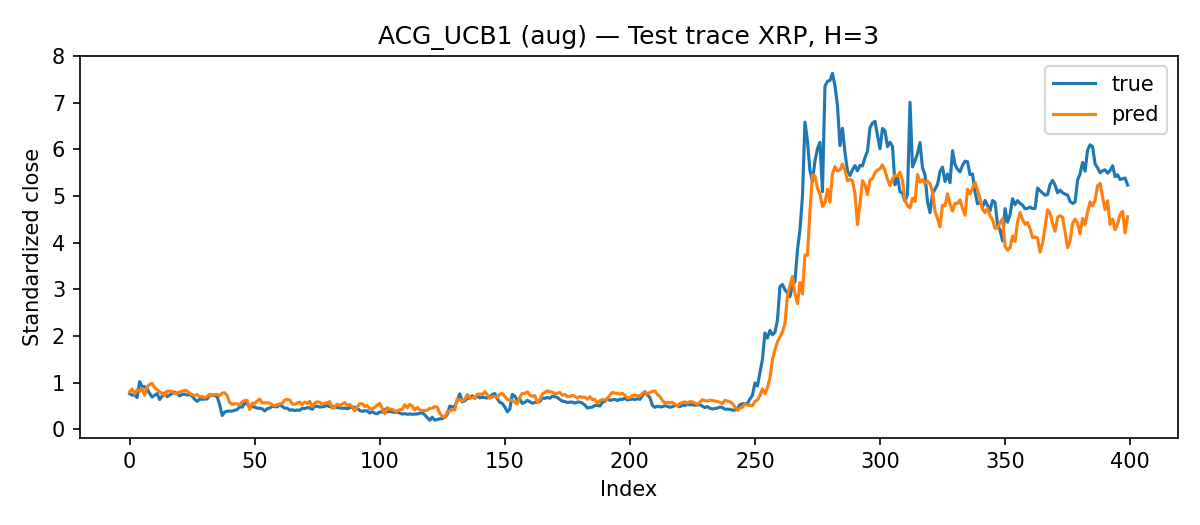 ACG_UCB1 (aug) — Test trace XRP, H=3
true
pred
Standardized close
8
7
6
5
4
3
2
1
0
0 50 100 150 200 250 300 350 400
Index